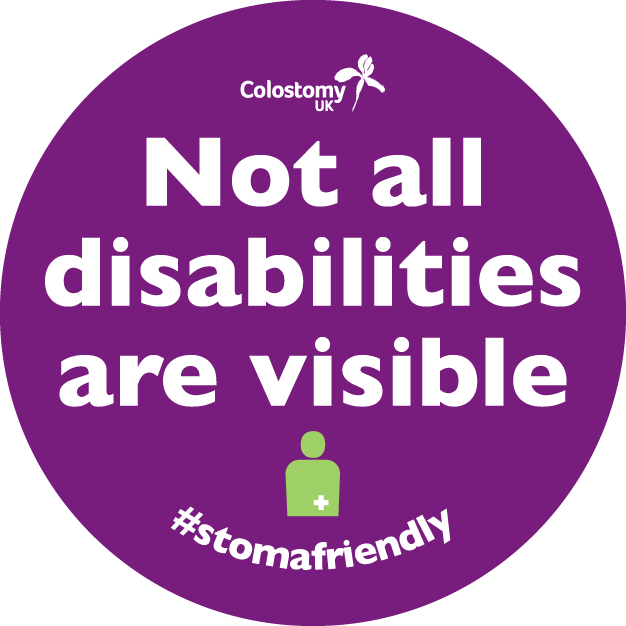 Colostomy
UK
Not all
disabilities
are visible
#stomafriendly